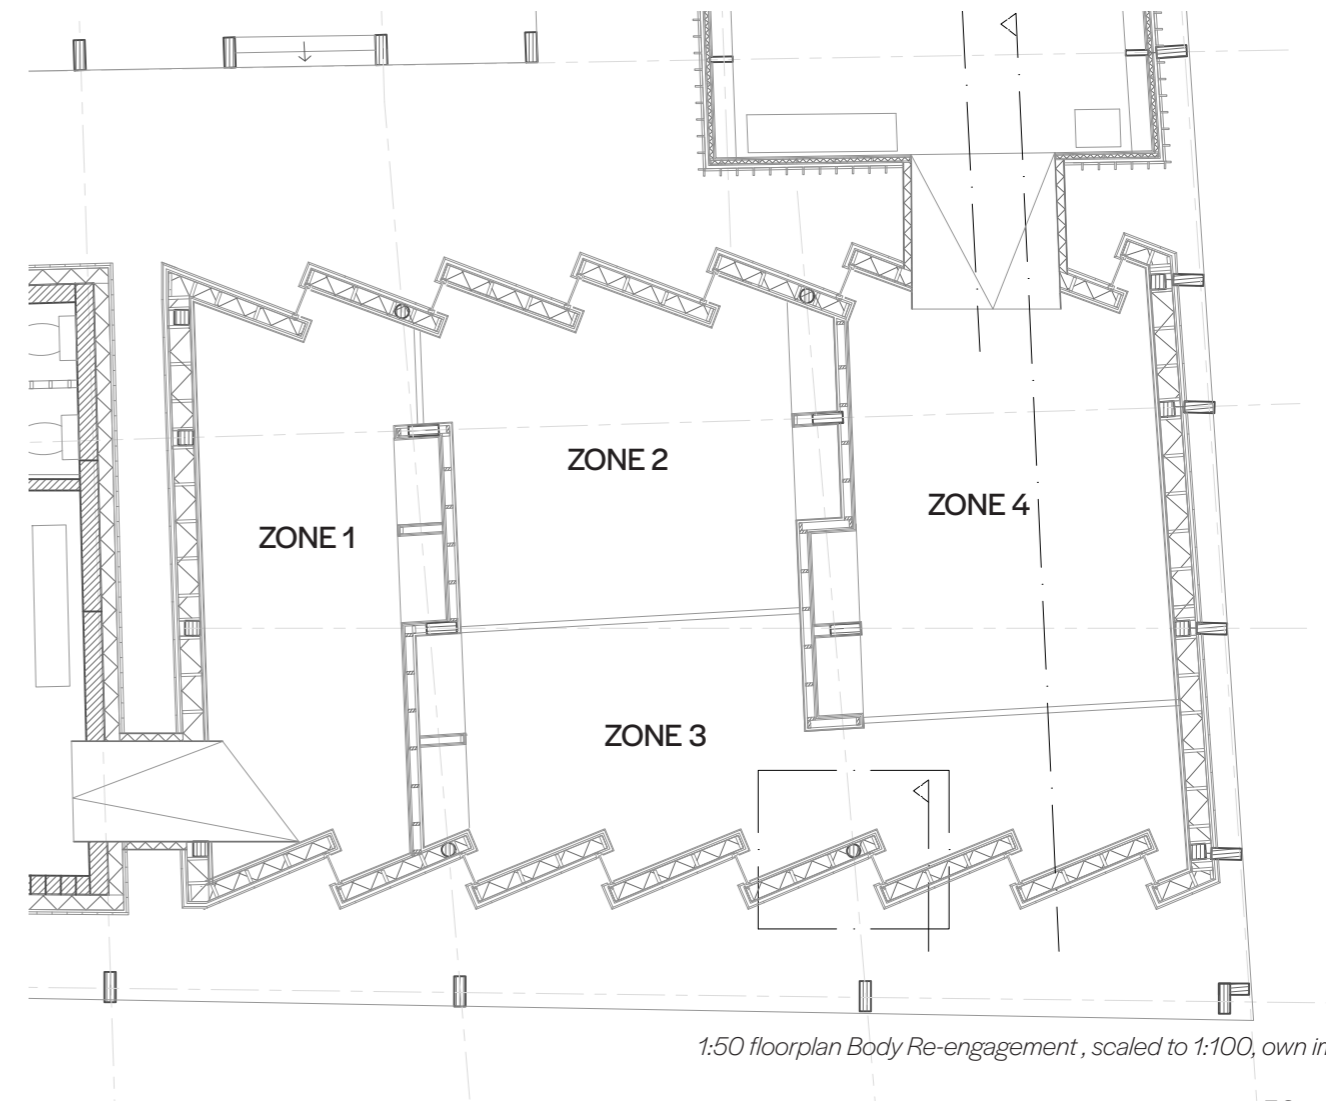 ZONE 2
ZONE 4
ZONE 1
ZONE 3
1:50 floorplan Body Re-engagement , scaled to 1:100, own